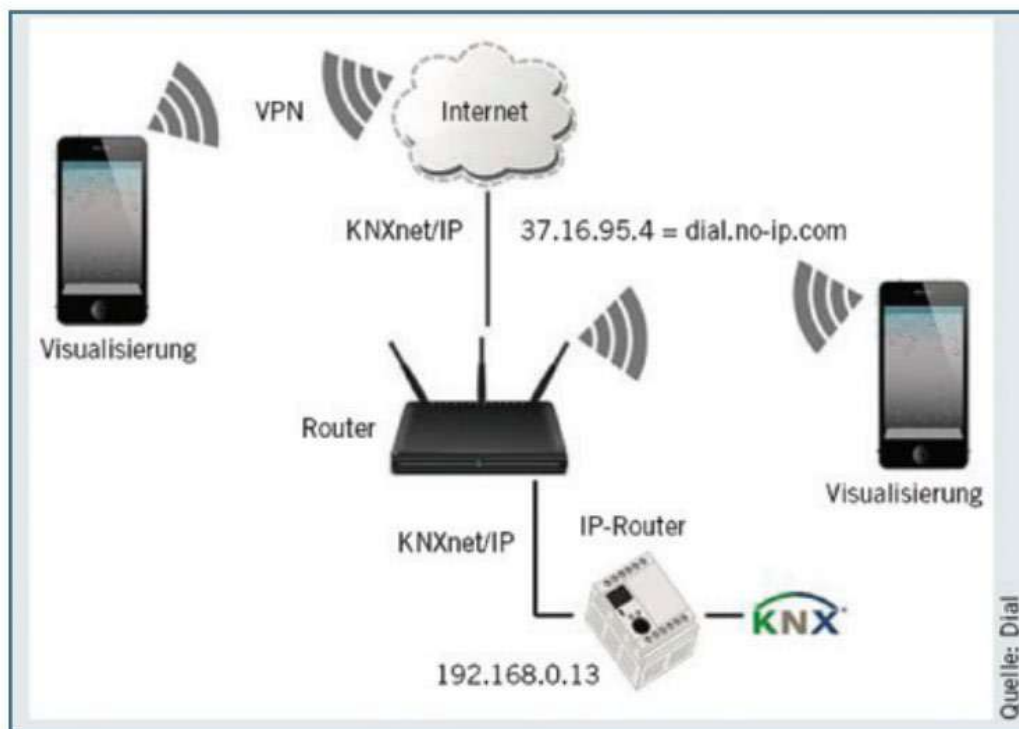 VPN
Internet
KNXnet/IP
37.16.95.4 = dial.no-ip.com
Visualisierung
Router
Visualisierung
KNXnet/IP
IP-Router
KNX
192.168.0.13
Quelle: Dial